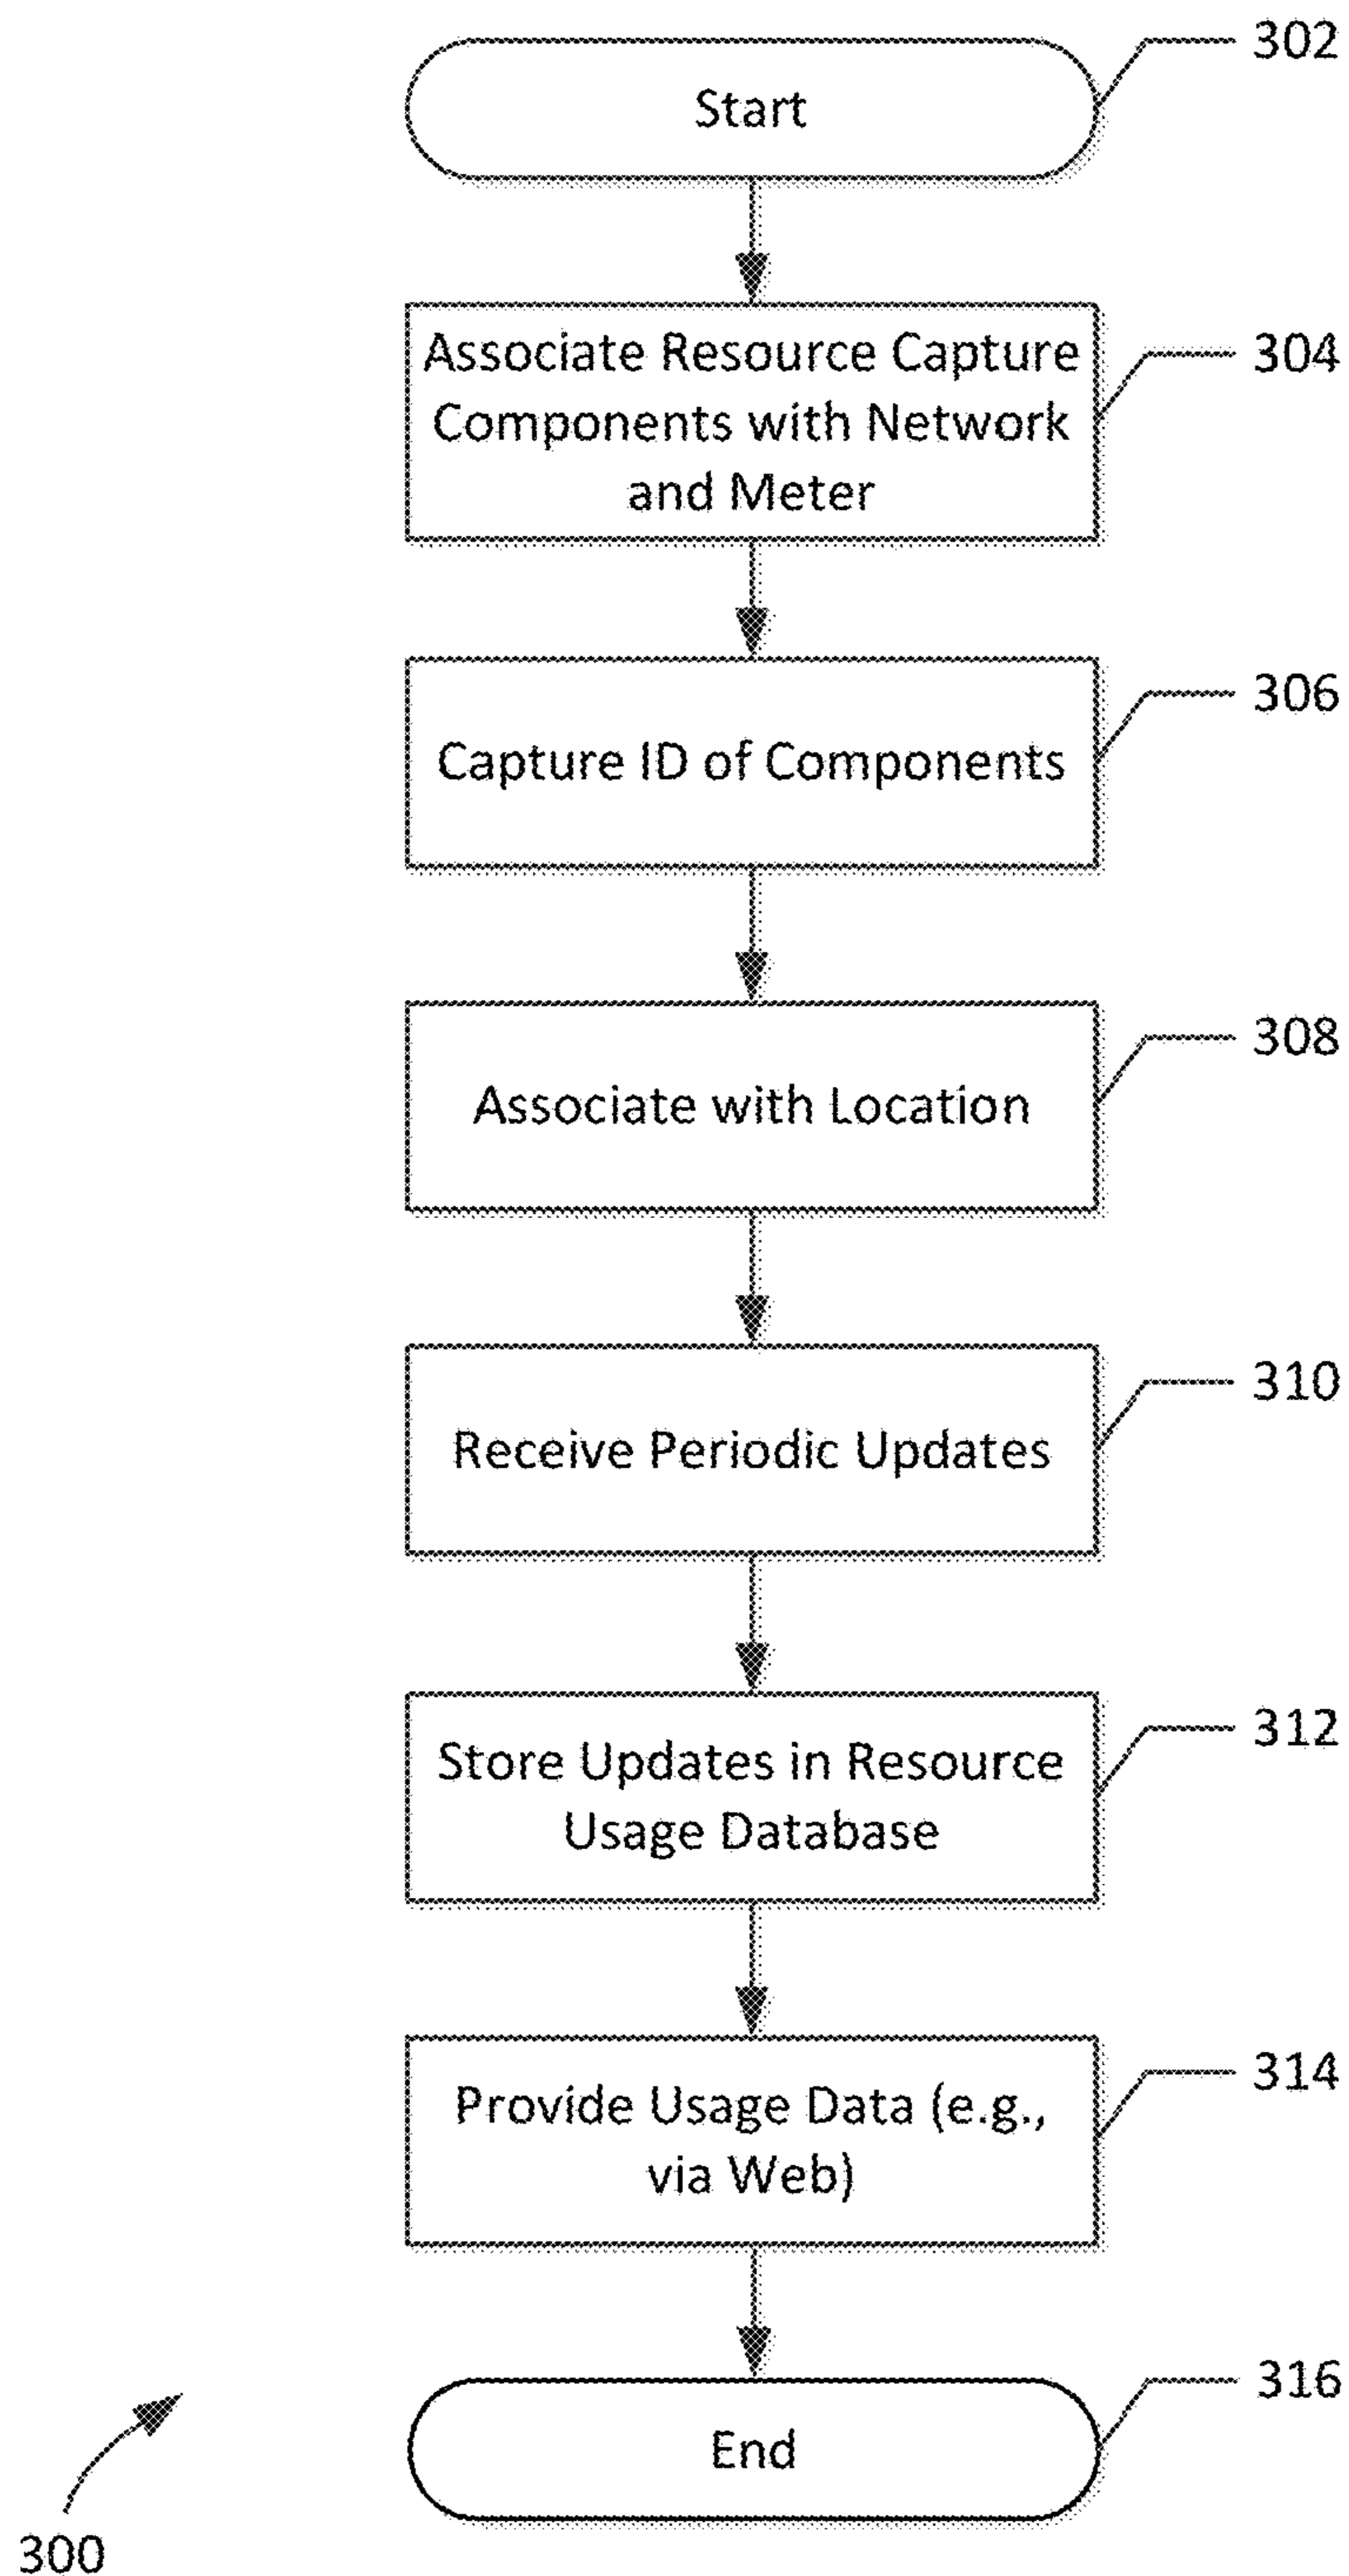 302
Start
304
Associate Resource Capture
Components with Network
and Meter
306
Capture ID of Components
308
Associate with Location
310
Receive Periodic Updates
312
Store Updates in Resource
Usage Database
314
Provide Usage Data (e.g.,
via Web)
316
End
300